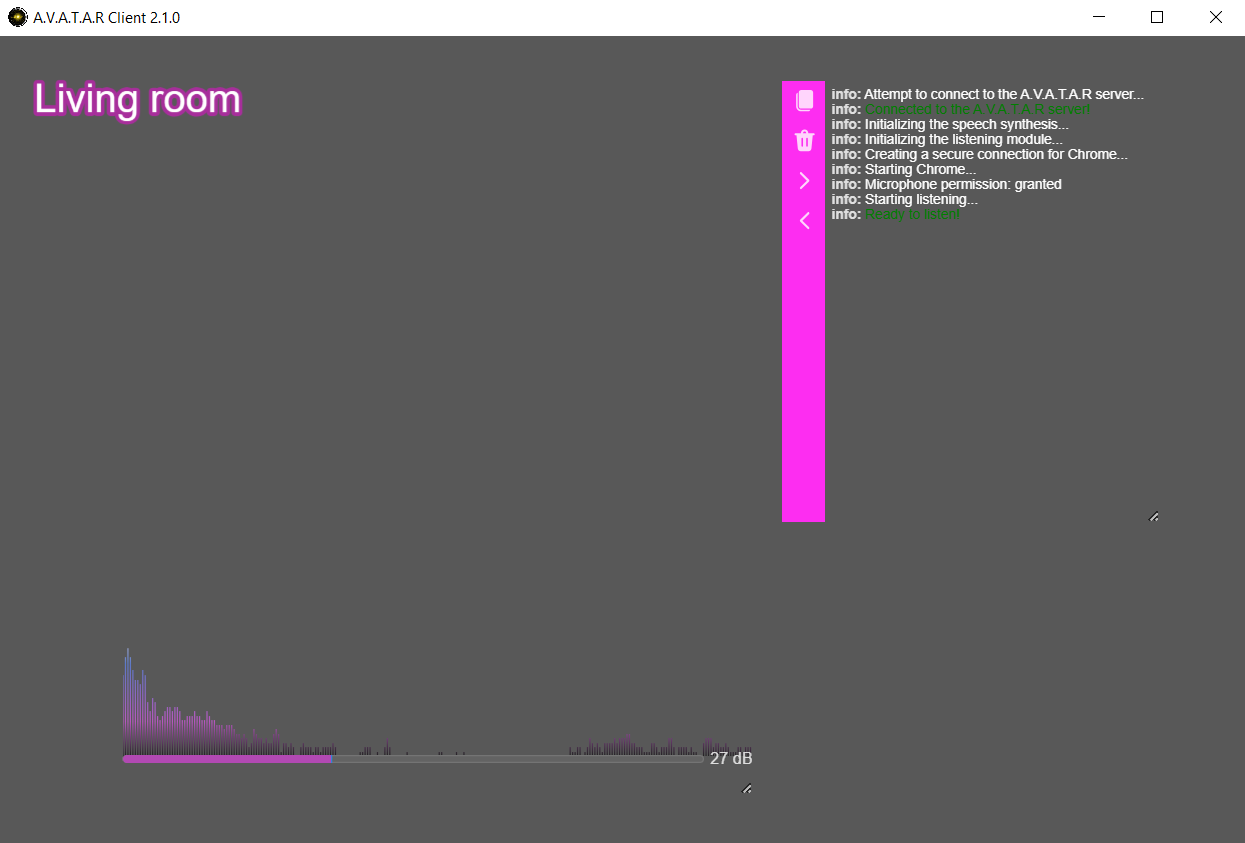 A.V.A.T.A.R Client 2.1.0
Living room
info: Attempt to connect to the A.V.A.T.A.R server...
info: Connected to the A.V.A.T.A.R server!
info: Initializing the speech synthesis...
info: Initializing the listening module...
info: Creating a secure connection for Chrome...
info: Starting Chrome...
info: Microphone permission: granted
info: Starting listening...
info: Ready to listen!
27 dB